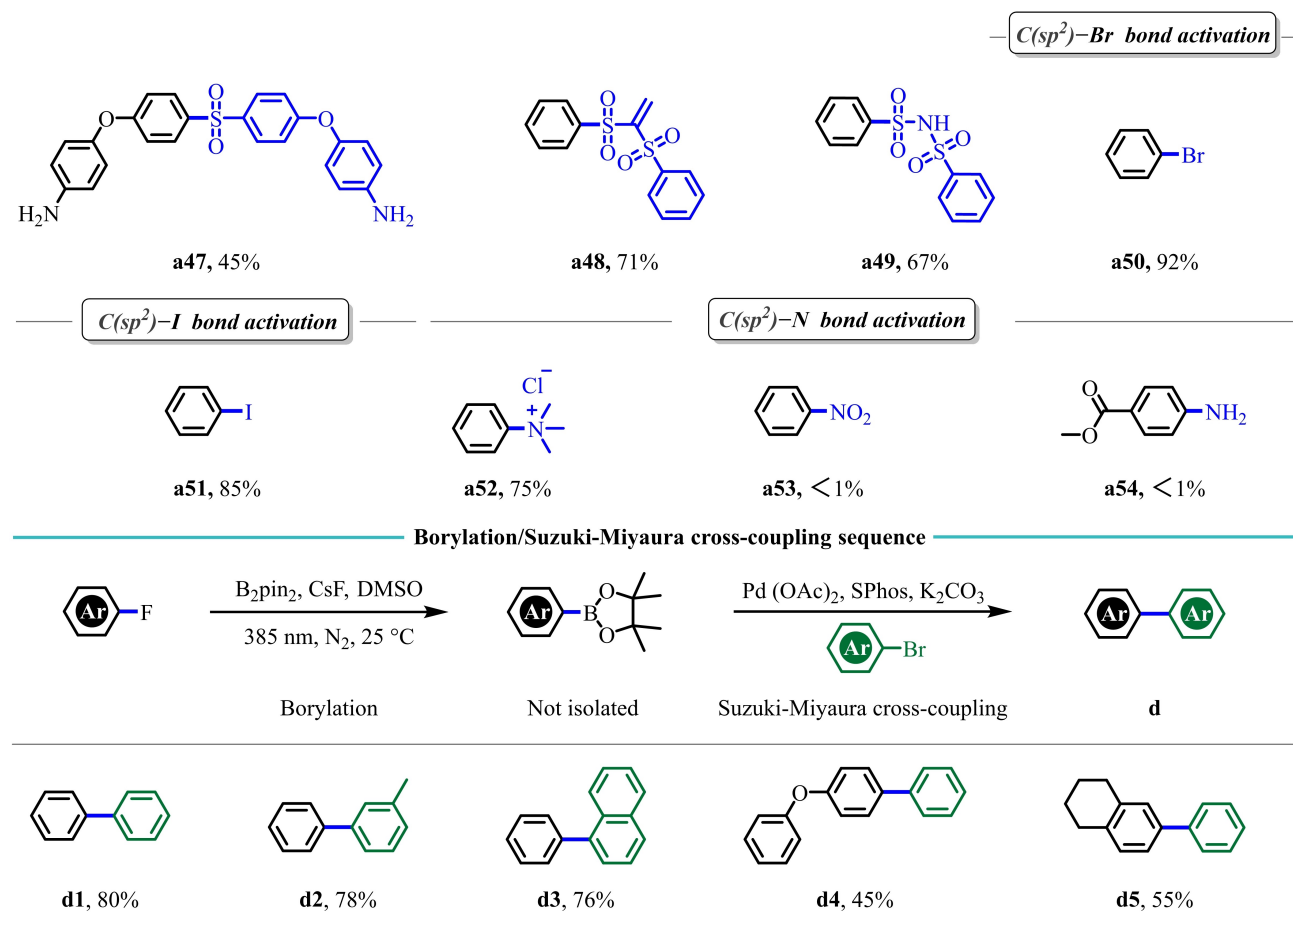 C(sp²)−Br bond activation
O
O
S
O
O
H₂N
NH₂
O
S
O
O
S
O
O
S
O
NH
O
S
O
Br
a47, 45%
a48, 71%
a49, 67%
a50, 92%
C(sp²)−I bond activation
C(sp²)−N bond activation
I
Cl⁻
+
N
NO₂
O
O
NH₂
a51, 85%
a52, 75%
a53, <1%
a54, <1%
Borylation/Suzuki-Miyaura cross-coupling sequence
Ar
F
B₂pin₂, CsF, DMSO
385 nm, N₂, 25 °C
Ar
B
O
O
Pd (OAc)₂, SPhos, K₂CO₃
Ar
Br
Ar
Ar
Borylation
Not isolated
Suzuki-Miyaura cross-coupling
d
O
d1, 80%
d2, 78%
d3, 76%
d4, 45%
d5, 55%